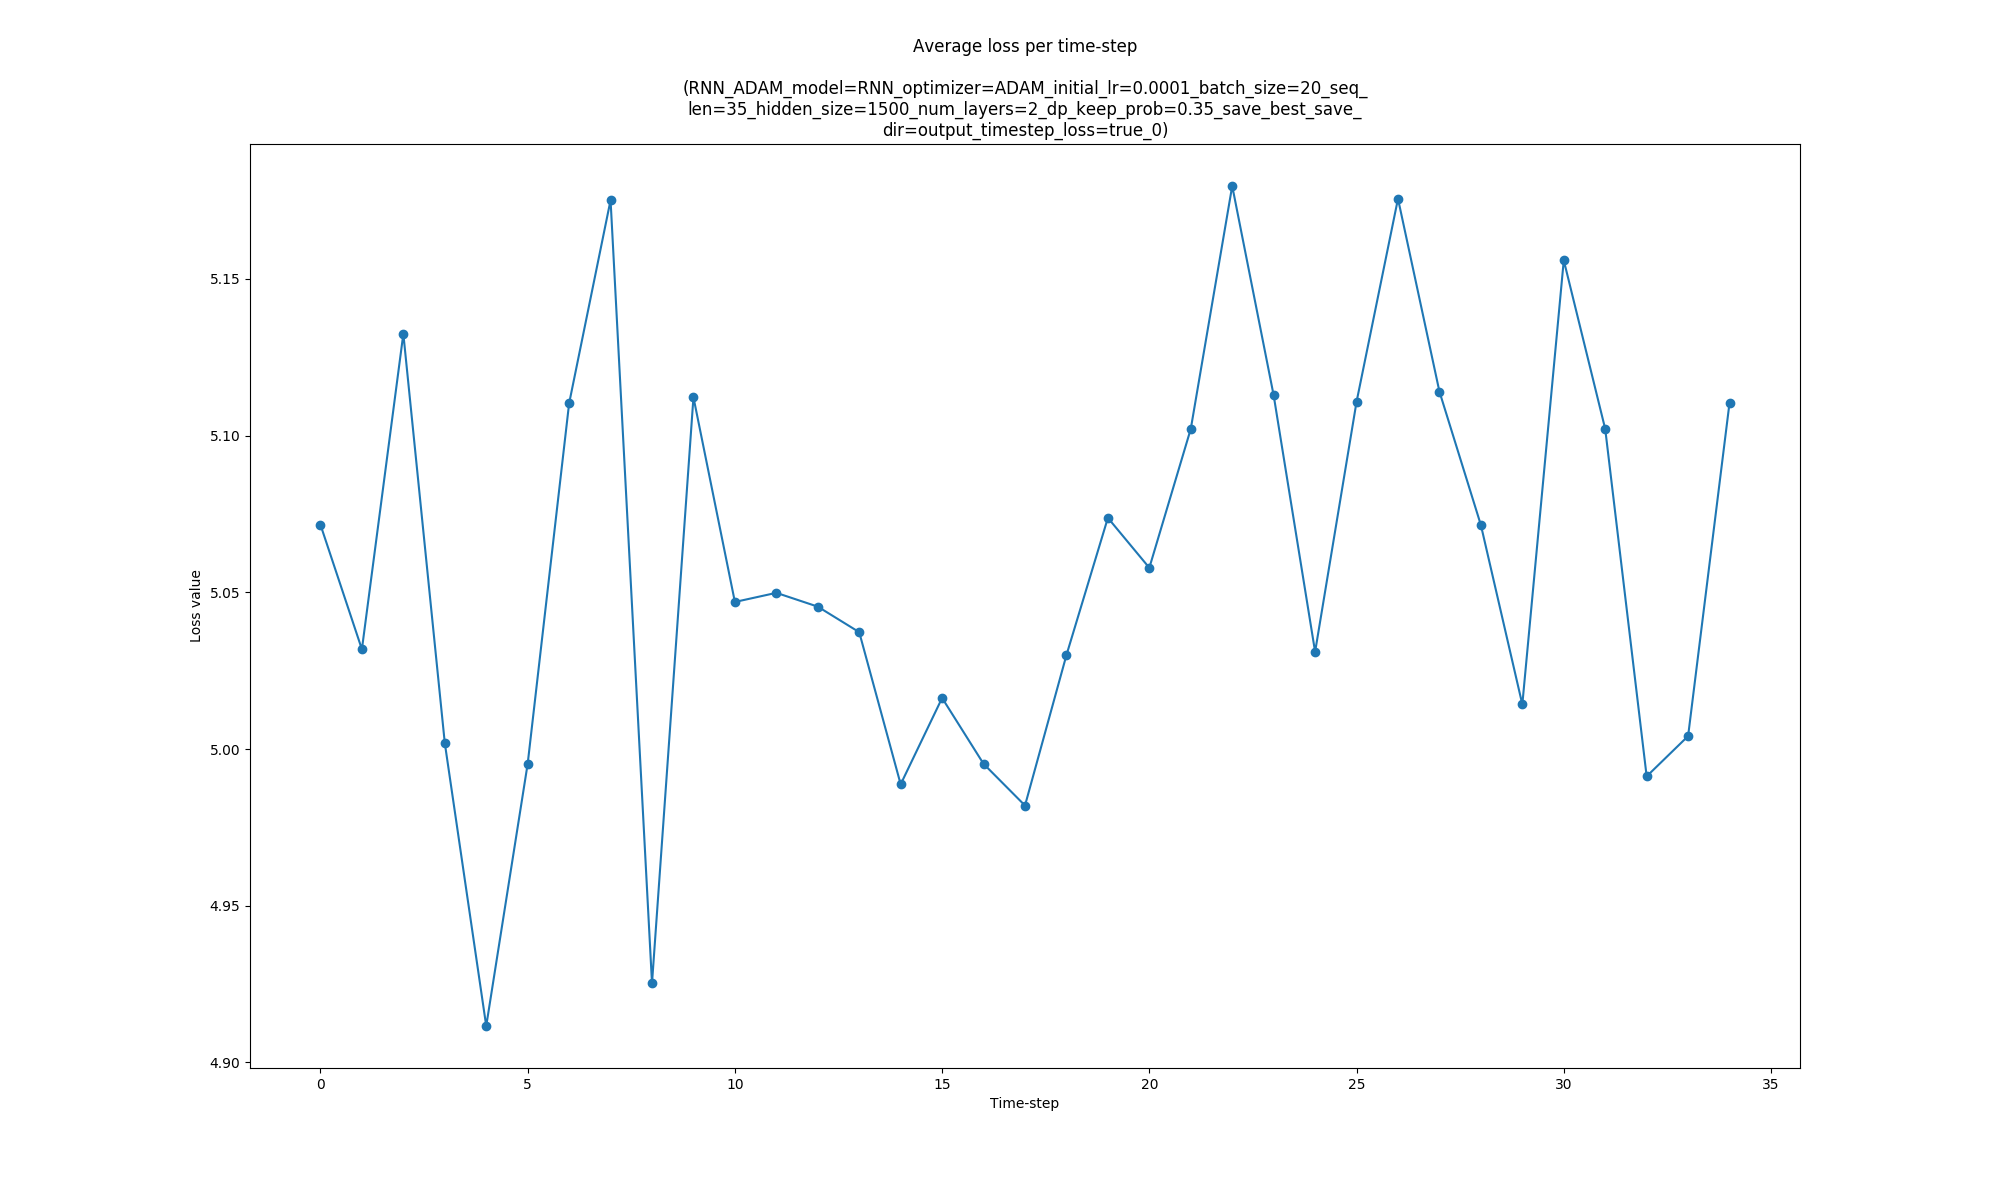 Average loss per time-step
(RNN_ADAM_model=RNN_optimizer=ADAM_initial_lr=0.0001_batch_size=20_seq_
len=35_hidden_size=1500_num_layers=2_dp_keep_prob=0.35_save_best_save_
dir=output_timestep_loss=true_0)
5.15
5.10
5.05
5.00
4.95
4.90
Loss value
0 5 10 15 20 25 30 35
Time-step